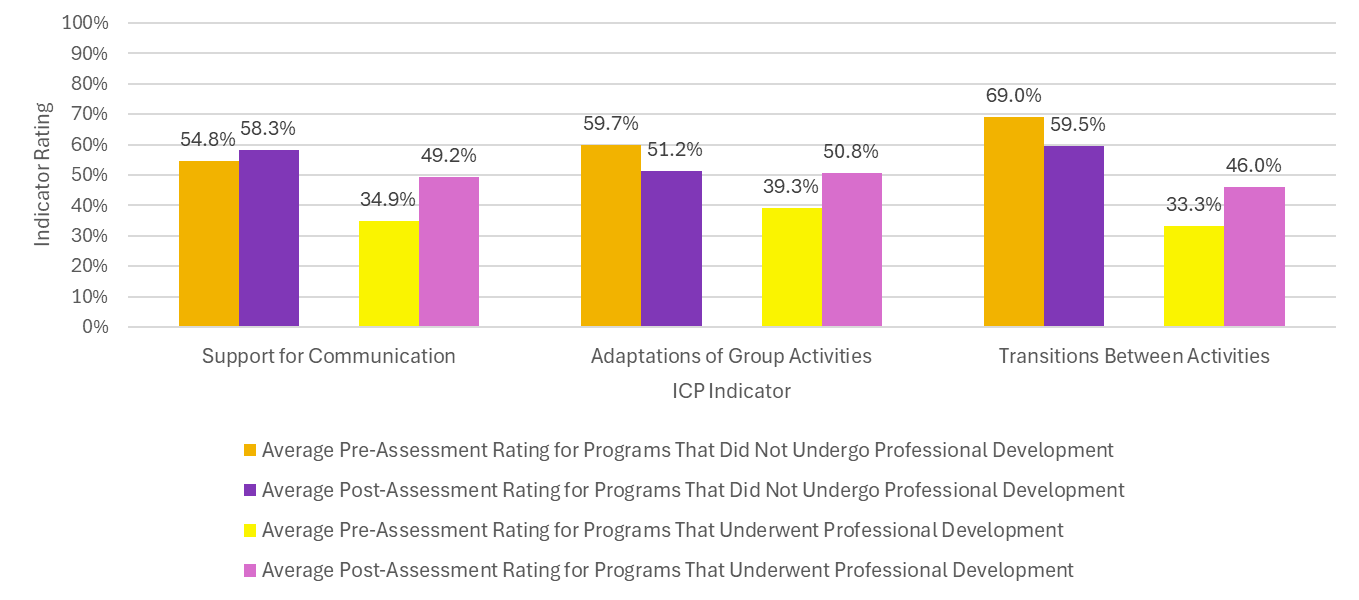 100%
90%
80%
70%
60%
50%
40%
30%
20%
10%
0%
Indicator Rating
54.8%
58.3%
34.9%
49.2%
59.7%
51.2%
39.3%
50.8%
69.0%
59.5%
33.3%
46.0%
Support for Communication
Adaptations of Group Activities
Transitions Between Activities
ICP Indicator
Average Pre-Assessment Rating for Programs That Did Not Undergo Professional Development
Average Post-Assessment Rating for Programs That Did Not Undergo Professional Development
Average Pre-Assessment Rating for Programs That Underwent Professional Development
Average Post-Assessment Rating for Programs That Underwent Professional Development